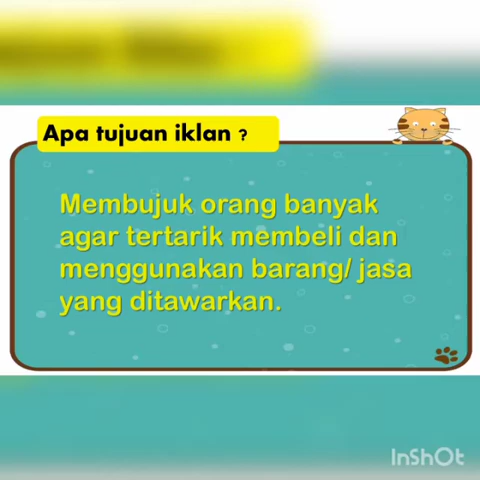 Apa tujuan iklan ?
Membujuk orang banyak
agar tertarik membeli dan
menggunakan barang/ jasa
yang ditawarkan.
InShOt